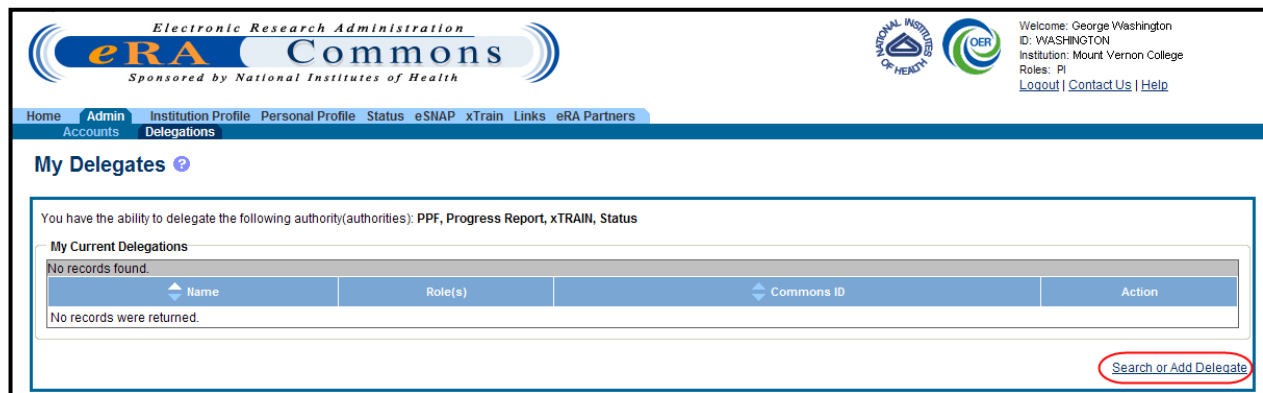 Electronic Research Administration
eRA Commons
Sponsored by National Institutes of Health
NATIONAL INSTITUTES OF HEALTH
OER
Welcome: George Washington
ID: WASHINGTON
Institution: Mount Vernon College
Roles: PI
Logout | Contact Us | Help
Home Admin Institution Profile Personal Profile Status eSNAP xTrain Links eRA Partners
Accounts Delegations
My Delegates ?
You have the ability to delegate the following authority(authorities): PPF, Progress Report, xTRAIN, Status
My Current Delegations
No records found.
Name Role(s) Commons ID Action
No records were returned.
Search or Add Delegate